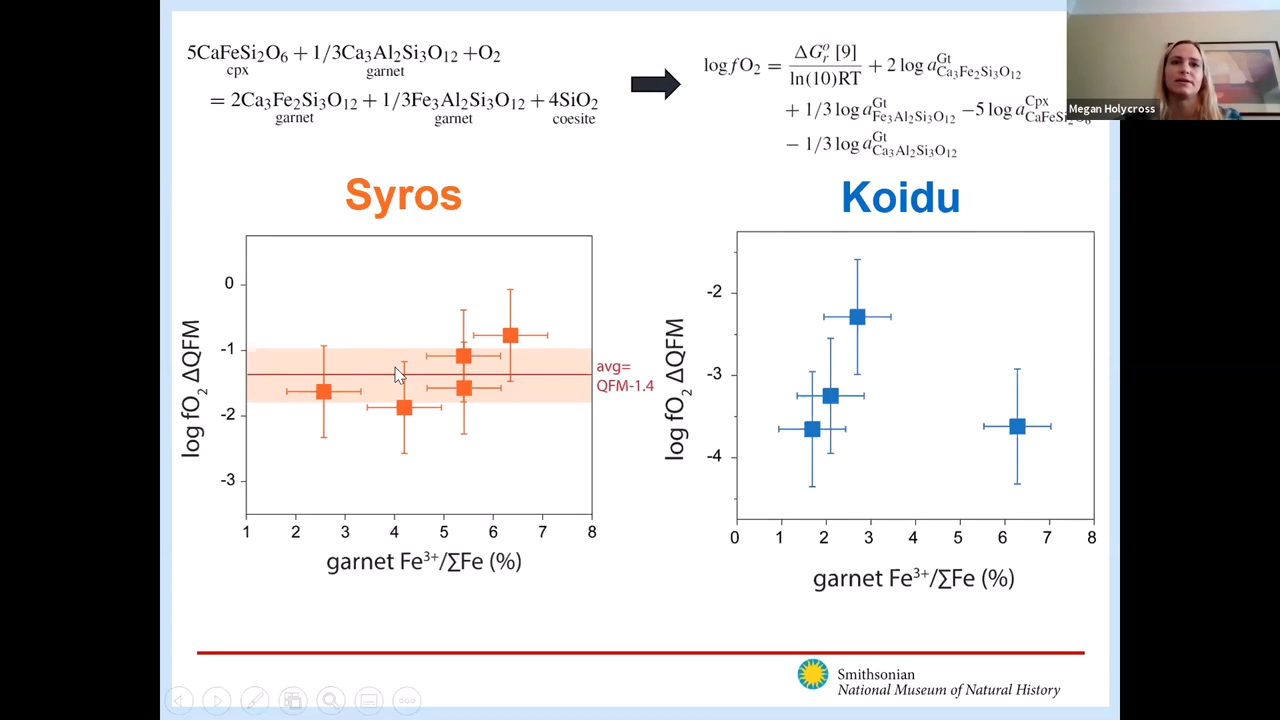 5CaFeSi2O6 + 1/3Ca3Al2Si3O12 +O2
cpx garnet
= 2Ca3Fe2Si3O12 + 1/3Fe3Al2Si3O12 + 4SiO2
garnet garnet coesite
log fO2 = ΔG°r [9] / ln(10)RT + 2 log a Gt Ca3Fe2Si3O12
+ 1/3 log a Gt Fe3Al2Si3O12 −5 log a Cpx CaFeSi2O6
− 1/3 log a Gt Ca3Al2Si3O12
Megan Holycross
Syros
Koidu
log fO2 ΔQFM
0
-1
-2
-3
avg=
QFM-1.4
1 2 3 4 5 6 7 8
garnet Fe3+/∑Fe (%)
log fO2 ΔQFM
-2
-3
-4
0 1 2 3 4 5 6 7 8
garnet Fe3+/∑Fe (%)
Smithsonian
National Museum of Natural History